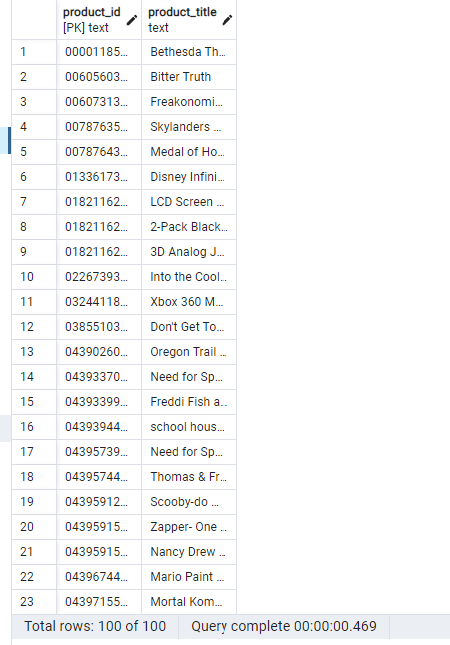 product_id product_title
[PK] text text
1 00001185... Bethesda Th...
2 00605603... Bitter Truth
3 00607313... Freakonomi...
4 00787635... Skylanders ...
5 00787643... Medal of Ho...
6 01336173... Disney Infini...
7 01821162... LCD Screen ...
8 01821162... 2-Pack Black...
9 01821162... 3D Analog J...
10 02267393... Into the Cool...
11 03244118... Xbox 360 M...
12 03855103... Don't Get To...
13 04390260... Oregon Trail ...
14 04393370... Need for Sp...
15 04393399... Freddi Fish a...
16 04393944... school hous...
17 04395739... Need for Sp...
18 04395744... Thomas & Fr...
19 04395912... Scooby-do ...
20 04395915... Zapper- One ...
21 04395915... Nancy Drew ...
22 04396744... Mario Paint ...
23 04397155... Mortal Kom...
Total rows: 100 of 100 Query complete 00:00:00.469